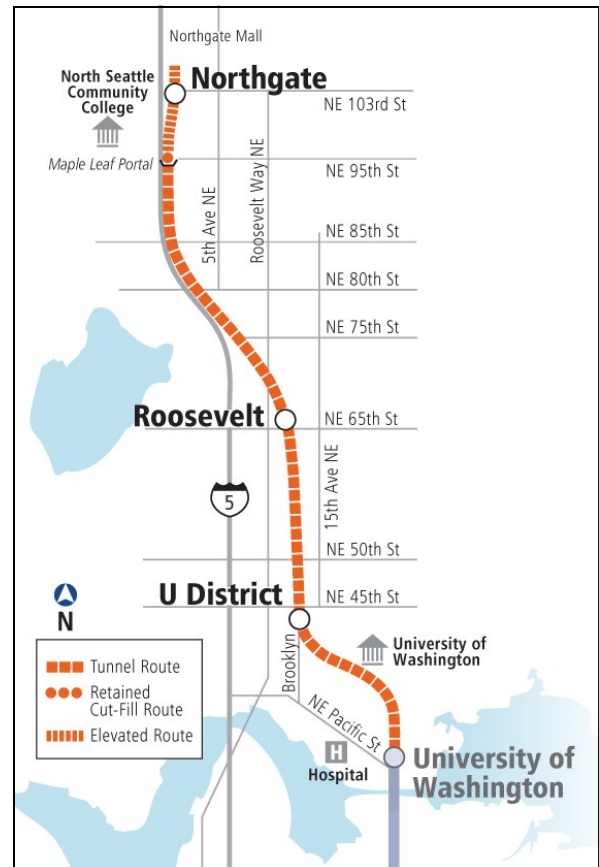 Northgate Mall
North Seattle
Community
College
Northgate
NE 103rd St
Maple Leaf Portal
NE 95th St
5th Ave NE
Roosevelt Way NE
NE 85th St
NE 80th St
NE 75th St
Roosevelt
NE 65th St
15th Ave NE
5
NE 50th St
U District
NE 45th St
N
Tunnel Route
Retained
Cut-Fill Route
Elevated Route
Brooklyn
University of
Washington
NE Pacific St
H
Hospital
University of
Washington